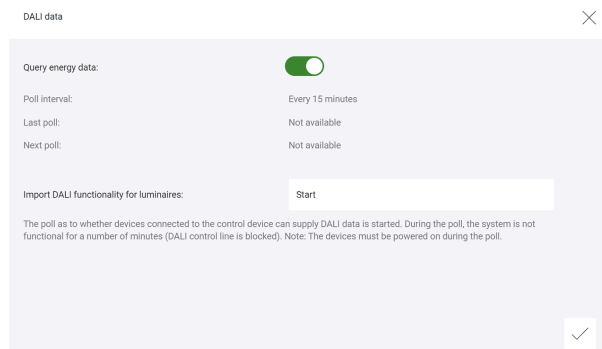 DALI data
Query energy data:
Poll interval: Every 15 minutes
Last poll: Not available
Next poll: Not available
Import DALI functionality for luminaires: Start
The poll as to whether devices connected to the control device can supply DALI data is started. During the poll, the system is not
functional for a number of minutes (DALI control line is blocked). Note: The devices must be powered on during the poll.